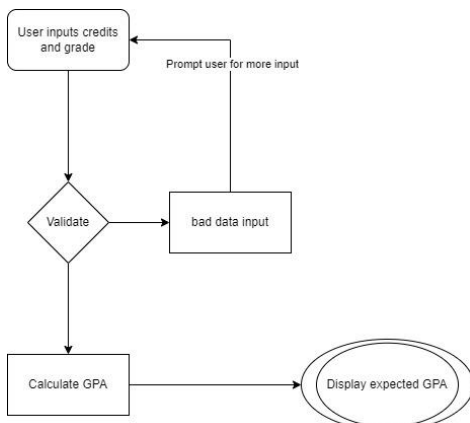 User inputs credits
and grade
Prompt user for more input
Validate
bad data input
Calculate GPA
Display expected GPA